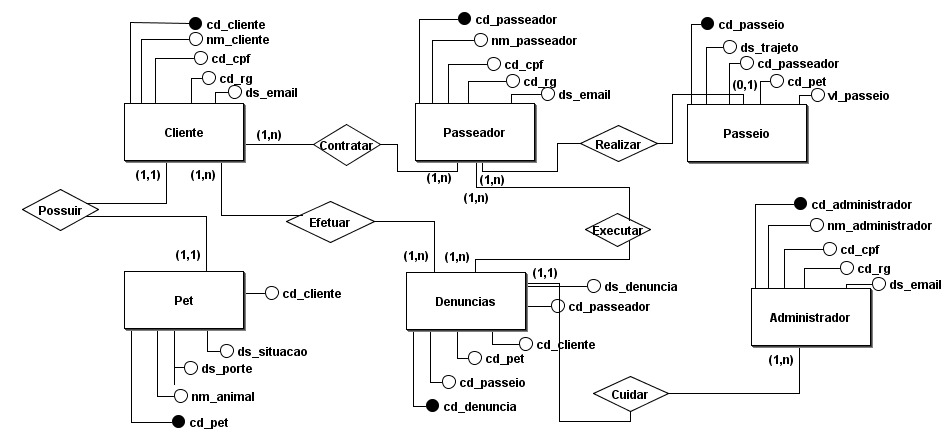 cd_cliente
nm_cliente
cd_cpf
cd_rg
ds_email
Cliente
cd_passeador
nm_passeador
cd_cpf
cd_rg
ds_email
Passeador
cd_passeio
ds_trajeto
cd_passeador
cd_pet
vl_passeio
(0,1)
Passeio
(1,n)
Contratar
(1,n)
Realizar
(1,n)
(1,n)
(1,1)
(1,n)
Possuir
Efetuar
Executar
(1,1)
(1,n)
(1,n)
(1,1)
cd_administrador
nm_administrador
cd_cpf
cd_rg
ds_email
Administrador
(1,n)
Pet
cd_cliente
ds_situacao
ds_porte
nm_animal
cd_pet
Denuncias
ds_denuncia
cd_passeador
cd_cliente
cd_pet
cd_passeio
cd_denuncia
Cuidar